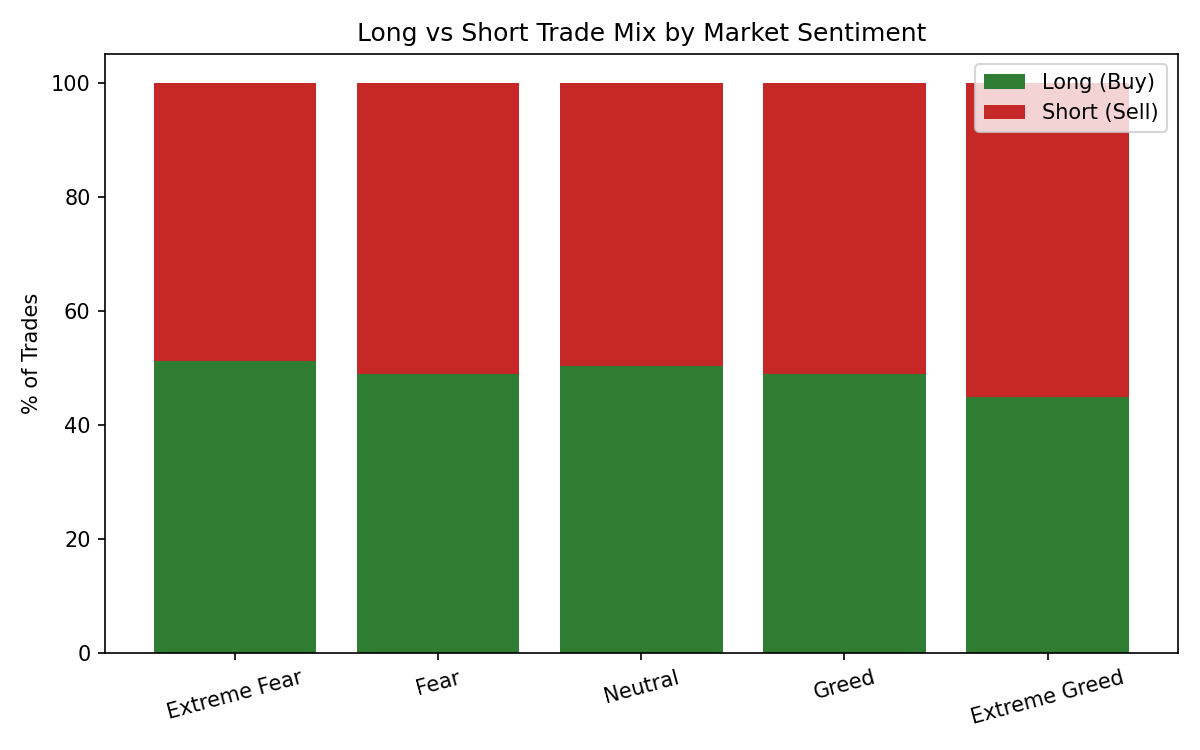 Long vs Short Trade Mix by Market Sentiment
Long (Buy)
Short (Sell)
% of Trades
100
80
60
40
20
0
Extreme Fear
Fear
Neutral
Greed
Extreme Greed